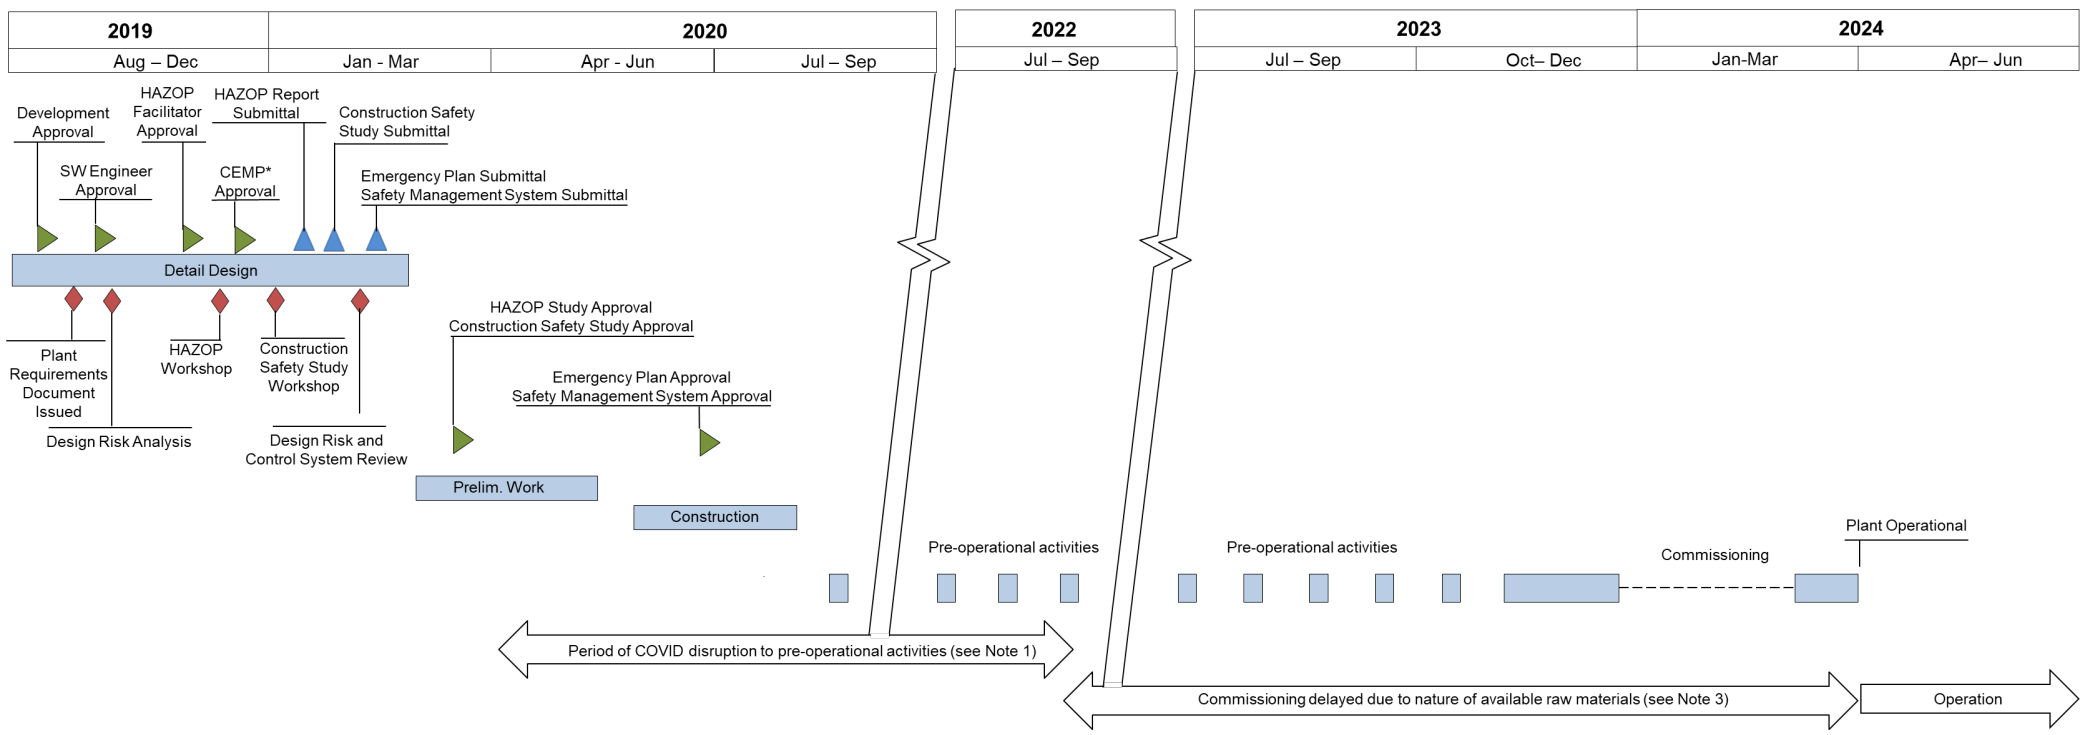 2019
2020
2022
2023
2024
Aug – Dec
Jan - Mar
Apr - Jun
Jul – Sep
Jul – Sep
Jul – Sep
Oct– Dec
Jan-Mar
Apr– Jun
Development
Approval
SW Engineer
Approval
HAZOP
Facilitator
Approval
CEMP*
Approval
HAZOP Report
Submittal
Construction Safety
Study Submittal
Emergency Plan Submittal
Safety Management System Submittal
Detail Design
Plant
Requirements
Document
Issued
Design Risk Analysis
HAZOP
Workshop
Construction
Safety Study
Workshop
Design Risk and
Control System Review
HAZOP Study Approval
Construction Safety Study Approval
Emergency Plan Approval
Safety Management System Approval
Prelim. Work
Construction
Pre-operational activities
Pre-operational activities
Commissioning
Plant Operational
Period of COVID disruption to pre-operational activities (see Note 1)
Commissioning delayed due to nature of available raw materials (see Note 3)
Operation